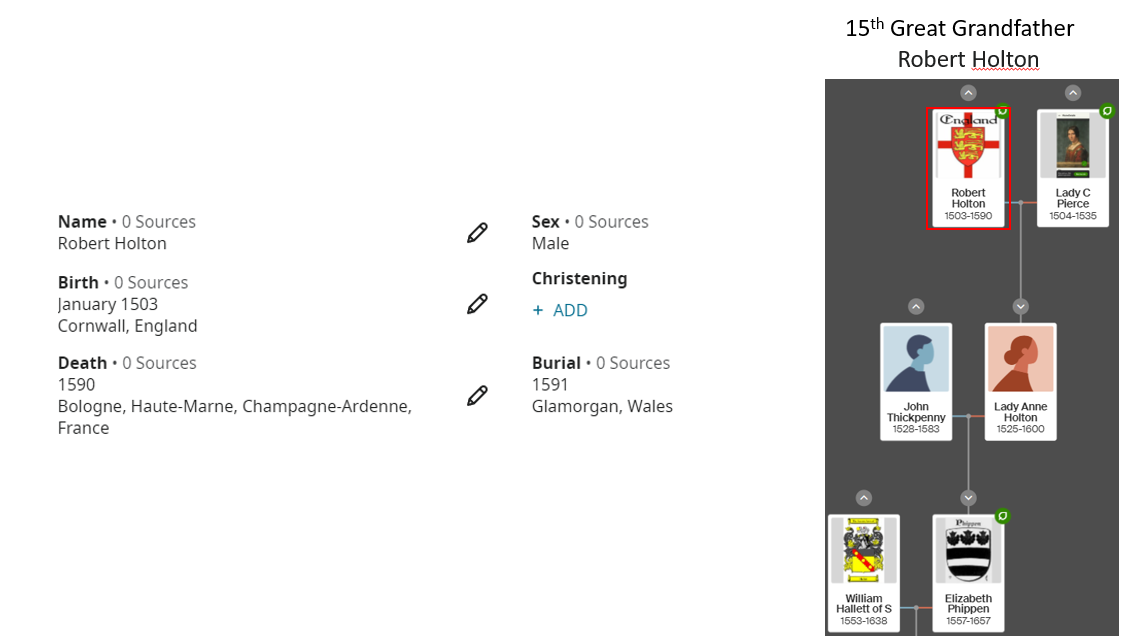 15th Great Grandfather
Robert Holton
Name • 0 Sources
Robert Holton
Birth • 0 Sources
January 1503
Cornwall, England
Death • 0 Sources
1590
Bologne, Haute-Marne, Champagne-Ardenne,
France
Sex • 0 Sources
Male
Christening
+ ADD
Burial • 0 Sources
1591
Glamorgan, Wales
England
Robert
Holton
1503-1590
Lady C
Pierce
1504-1535
John
Thickpenny
1528-1583
Lady Anne
Holton
1525-1600
William
Hallett of S
1553-1638
Phippen
Elizabeth
Phippen
1557-1657